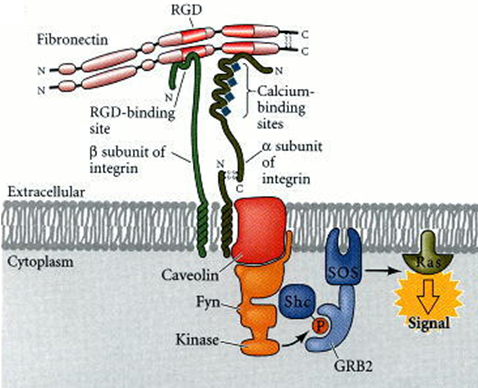 RGD
Fibronectin
C
C
N
N
N
N
RGD-binding
site
Calcium-
binding
sites
β subunit of
integrin
α subunit
of
integrin
N
C
Extracellular
Cytoplasm
Caveolin
Fyn
Kinase
Shc
P
SOS
GRB2
Ras
Signal